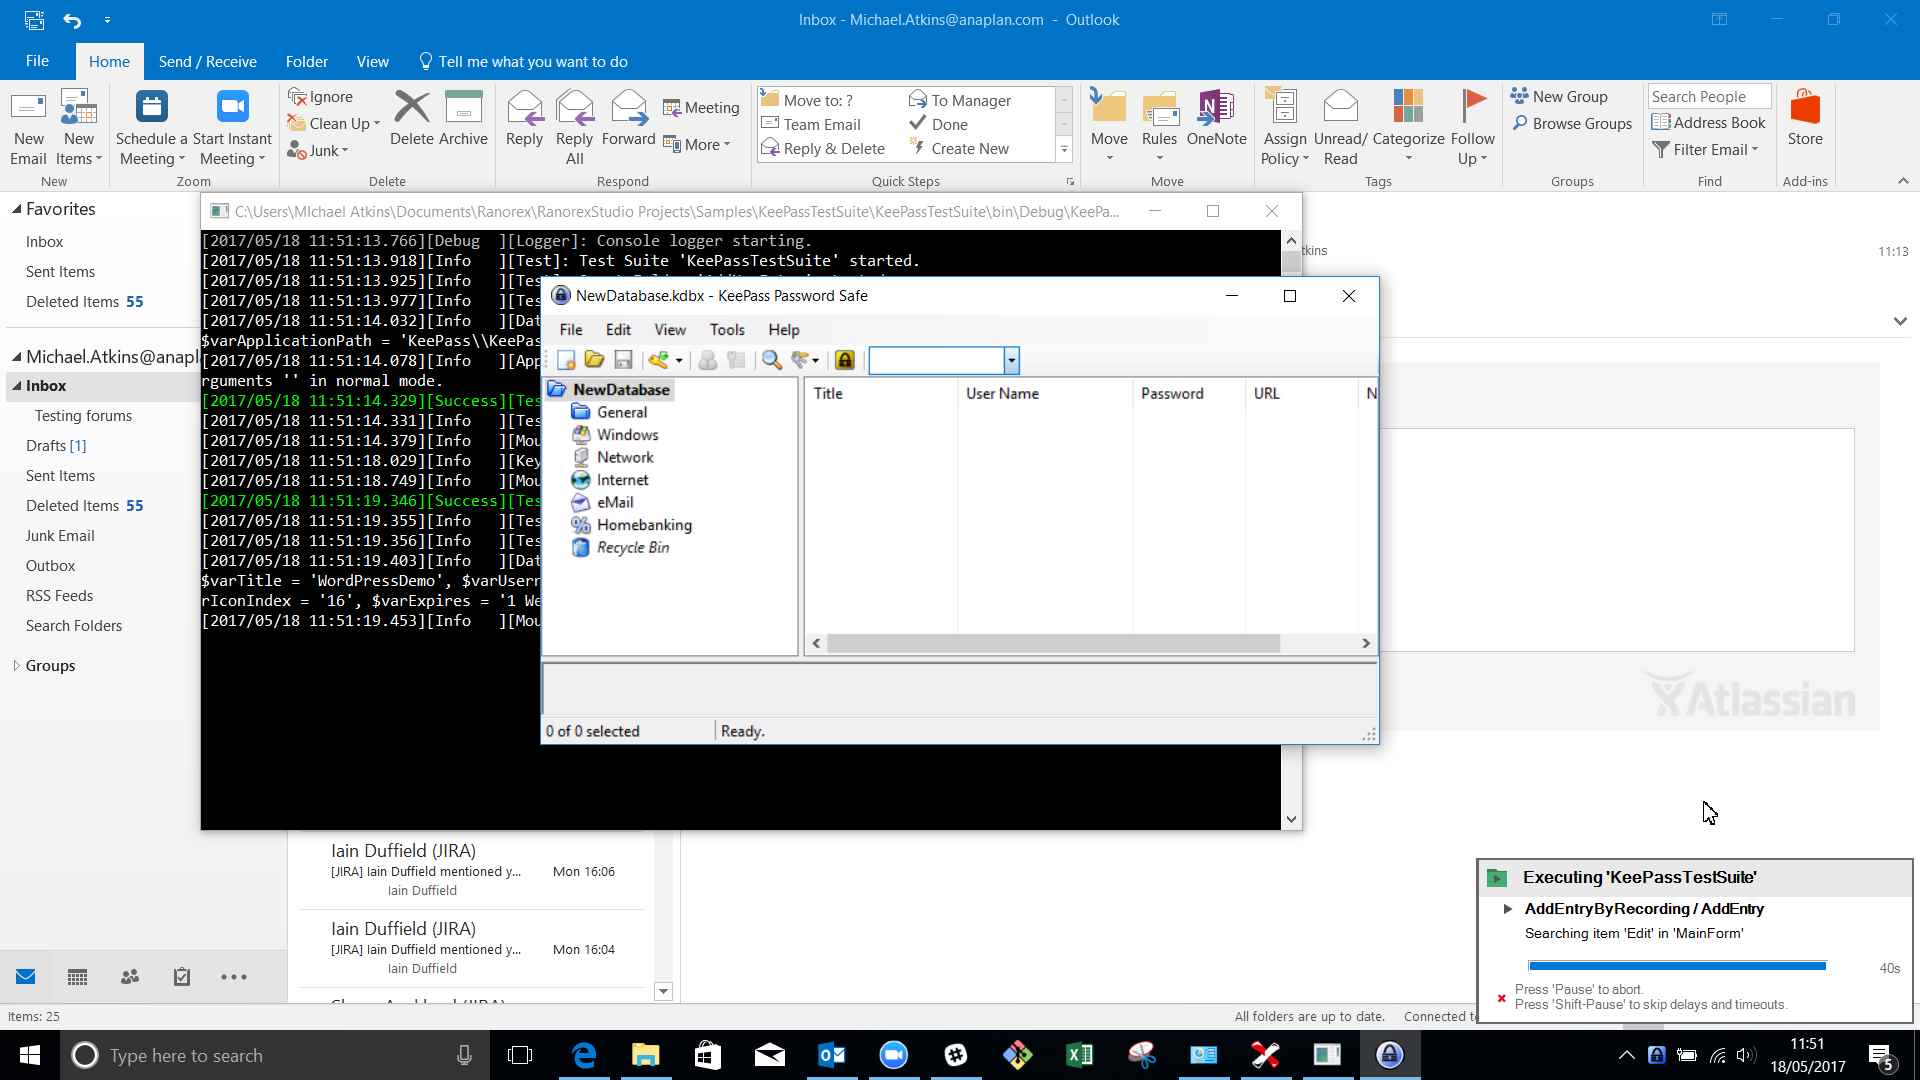 Inbox - Michael.Atkins@anaplan.com - Outlook
File
Home
Send / Receive
Folder
View
Tell me what you want to do
New Email
New Items
New
Schedule a Meeting
Start Instant Meeting
Zoom
Ignore
Clean Up
Junk
Delete
Archive
Delete
Reply
Reply All
Forward
Meeting
More
Respond
Move to: ?
Team Email
Reply & Delete
To Manager
Done
Create New
Quick Steps
Move
Rules
OneNote
Move
Assign Policy
Unread/ Read
Categorize
Follow Up
Tags
New Group
Browse Groups
Groups
Search People
Address Book
Filter Email
Find
Store
Add-ins
Favorites
Inbox
Sent Items
Deleted Items 55
Michael.Atkins@anapl
Inbox
Testing forums
Drafts [1]
Sent Items
Deleted Items 55
Junk Email
Outbox
RSS Feeds
Search Folders
Groups
C:\Users\MIchael Atkins\Documents\Ranorex\RanorexStudio Projects\Samples\KeePassTestSuite\KeePassTestSuite\bin\Debug\KeePa...
[2017/05/18 11:51:13.766][Debug  ][Logger]: Console logger starting.
[2017/05/18 11:51:13.918][Info   ][Test]: Test Suite 'KeePassTestSuite' started.
[2017/05/18 11:51:13.925][Info   ][Tes
[2017/05/18 11:51:13.977][Info   ][Tes
[2017/05/18 11:51:14.032][Info   ][Dat
$varApplicationPath = 'KeePass\\KeePas
[2017/05/18 11:51:14.078][Info   ][App
rguments '' in normal mode.
[2017/05/18 11:51:14.329][Success][Tes
[2017/05/18 11:51:14.331][Info   ][Tes
[2017/05/18 11:51:14.379][Info   ][Mou
[2017/05/18 11:51:18.029][Info   ][Key
[2017/05/18 11:51:18.749][Info   ][Mou
[2017/05/18 11:51:19.346][Success][Tes
[2017/05/18 11:51:19.355][Info   ][Tes
[2017/05/18 11:51:19.356][Info   ][Tes
[2017/05/18 11:51:19.403][Info   ][Dat
$varTitle = 'WordPressDemo', $varUsern
rIconIndex = '16', $varExpires = '1 We
[2017/05/18 11:51:19.453][Info   ][Mou
NewDatabase.kdbx - KeePass Password Safe
File Edit View Tools Help
NewDatabase
General
Windows
Network
Internet
eMail
Homebanking
Recycle Bin
Title User Name Password URL N
0 of 0 selected
Ready.
tkins
11:13
Atlassian
Iain Duffield (JIRA)
[JIRA] Iain Duffield mentioned y... Mon 16:06
Iain Duffield
Iain Duffield (JIRA)
[JIRA] Iain Duffield mentioned y... Mon 16:04
Iain Duffield
Executing 'KeePassTestSuite'
AddEntryByRecording / AddEntry
Searching item 'Edit' in 'MainForm'
40s
Press 'Pause' to abort.
Press 'Shift-Pause' to skip delays and timeouts.
Items: 25
All folders are up to date.
Connected t
Type here to search
11:51
18/05/2017
5